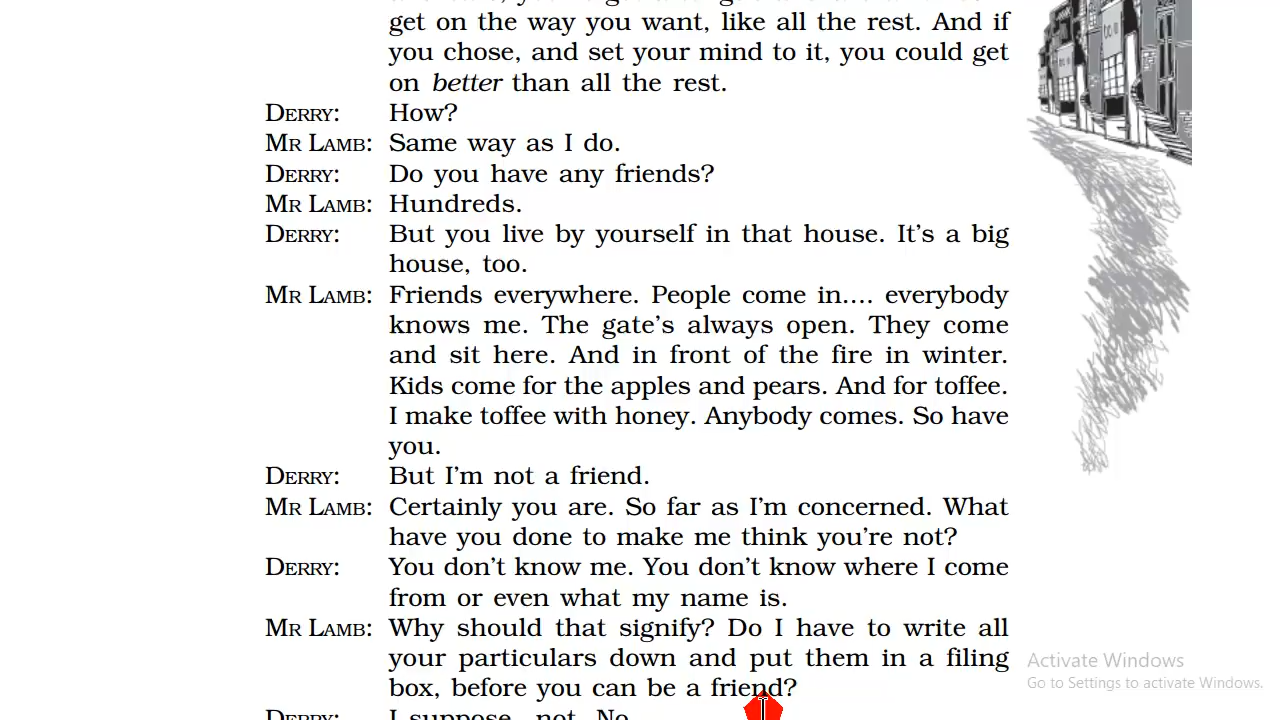 get on the way you want, like all the rest. And if
you chose, and set your mind to it, you could get
on better than all the rest.
DERRY: How?
MR LAMB: Same way as I do.
DERRY: Do you have any friends?
MR LAMB: Hundreds.
DERRY: But you live by yourself in that house. It's a big
house, too.
MR LAMB: Friends everywhere. People come in.... everybody
knows me. The gate's always open. They come
and sit here. And in front of the fire in winter.
Kids come for the apples and pears. And for toffee.
I make toffee with honey. Anybody comes. So have
you.
DERRY: But I'm not a friend.
MR LAMB: Certainly you are. So far as I'm concerned. What
have you done to make me think you're not?
DERRY: You don't know me. You don't know where I come
from or even what my name is.
MR LAMB: Why should that signify? Do I have to write all
your particulars down and put them in a filing
box, before you can be a friend?
DERRY: I suppose...not. No.
Activate Windows
Go to Settings to activate Windows.